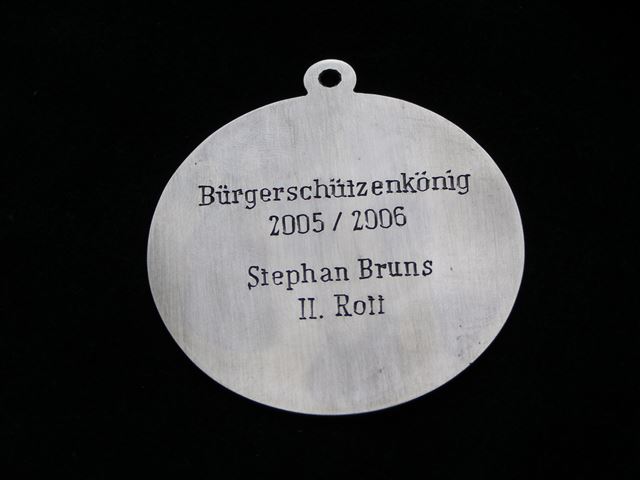 Bürgerschützenkönig
2005 / 2006
Stephan Bruns
II. Rott